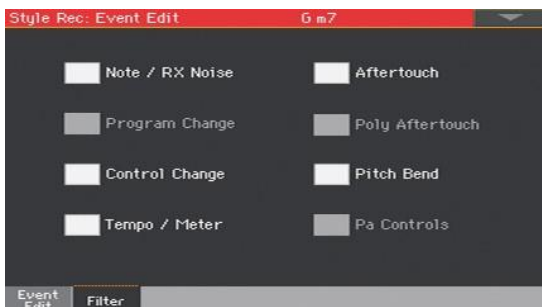 Style Rec: Event Edit G m7
Note / RX Noise Aftertouch
Program Change Poly Aftertouch
Control Change Pitch Bend
Tempo / Meter Pa Controls
Event Edit Filter